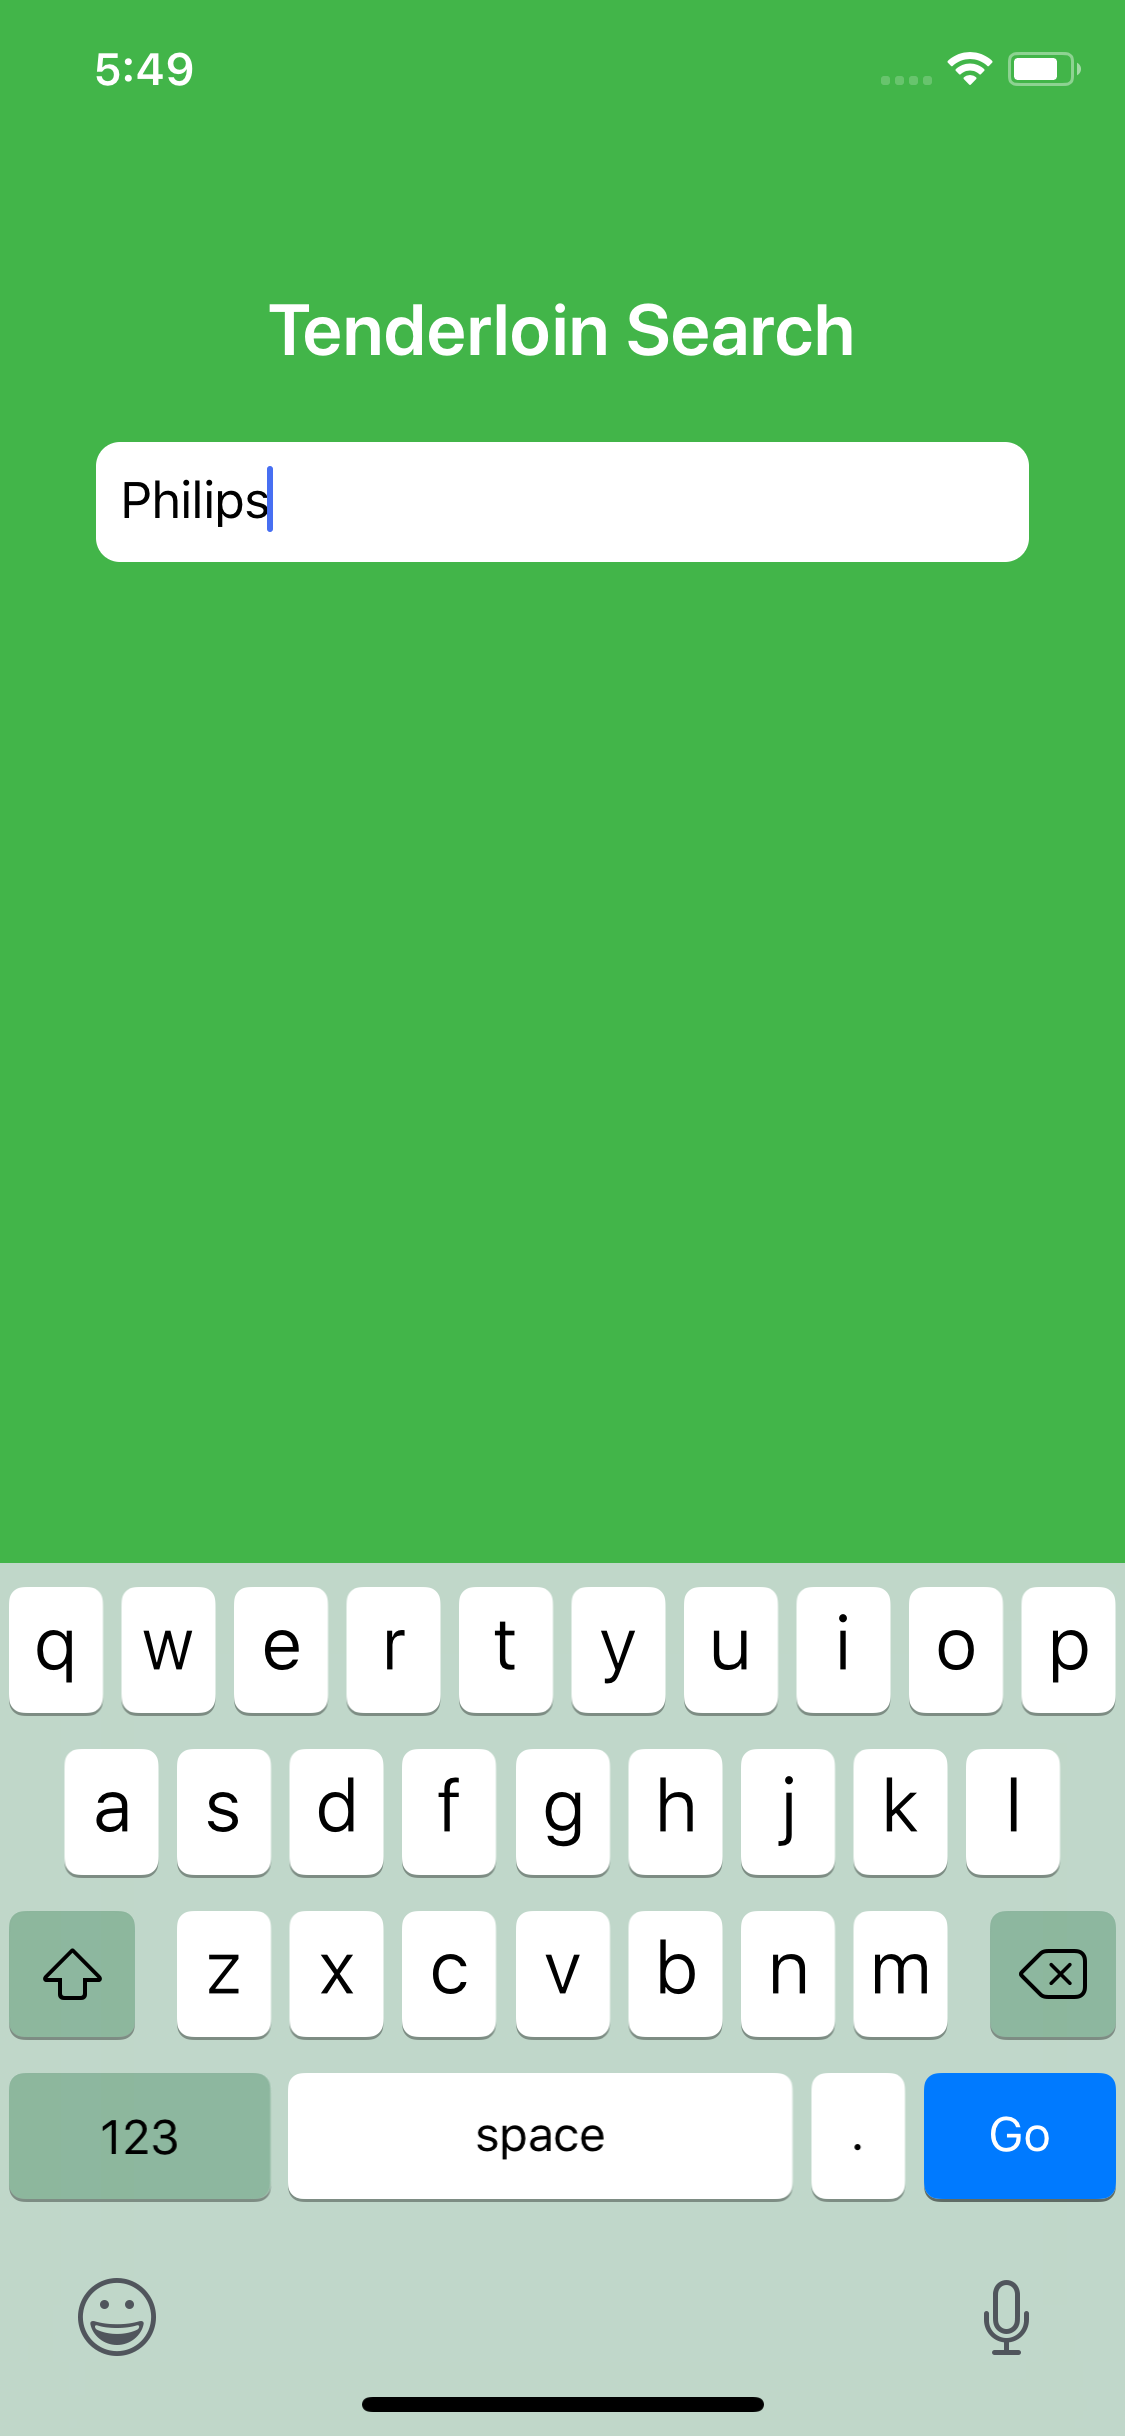 5:49
Tenderloin Search
Philips
q w e r t y u i o p
a s d f g h j k l
z x c v b n m
123 space . Go